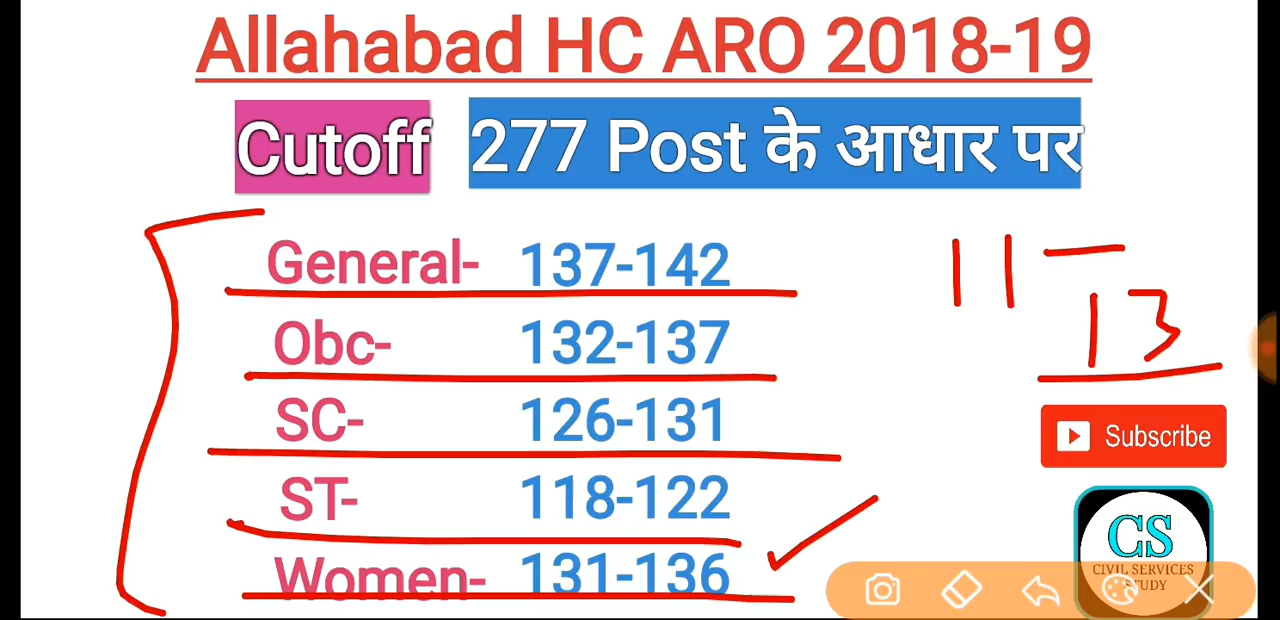 Allahabad HC ARO 2018-19
Cutoff 277 Post के आधार पर
General- 137-142
Obc- 132-137
SC- 126-131
ST- 118-122
Women- 131-136
11 —
13
Subscribe
CS
CIVIL SERVICES
STUDY